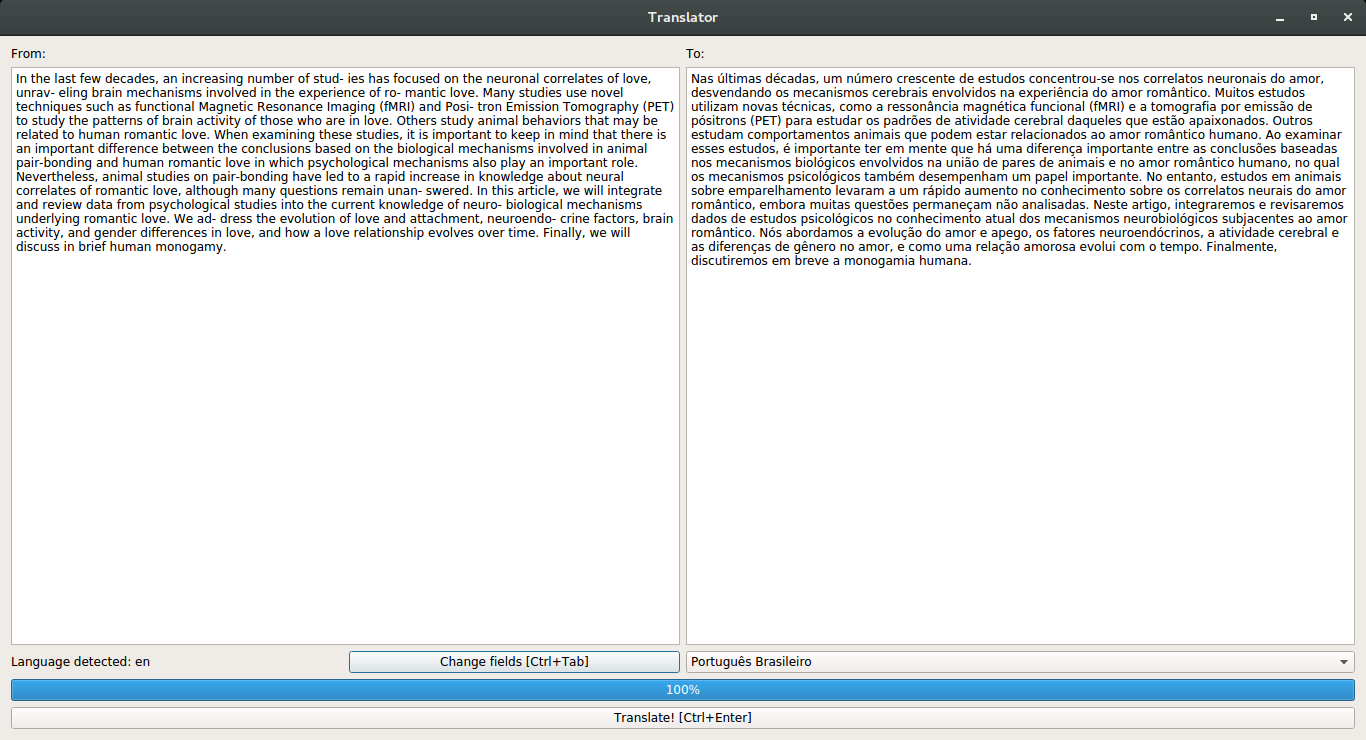 Translator
From:
In the last few decades, an increasing number of stud- ies has focused on the neuronal correlates of love,
unrav- eling brain mechanisms involved in the experience of ro- mantic love. Many studies use novel
techniques such as functional Magnetic Resonance Imaging (fMRI) and Posi- tron Emission Tomography (PET)
to study the patterns of brain activity of those who are in love. Others study animal behaviors that may be
related to human romantic love. When examining these studies, it is important to keep in mind that there is
an important difference between the conclusions based on the biological mechanisms involved in animal
pair-bonding and human romantic love in which psychological mechanisms also play an important role.
Nevertheless, animal studies on pair-bonding have led to a rapid increase in knowledge about neural
correlates of romantic love, although many questions remain unan- swered. In this article, we will integrate
and review data from psychological studies into the current knowledge of neuro- biological mechanisms
underlying romantic love. We ad- dress the evolution of love and attachment, neuroendo- crine factors, brain
activity, and gender differences in love, and how a love relationship evolves over time. Finally, we will
discuss in brief human monogamy.
To:
Nas últimas décadas, um número crescente de estudos concentrou-se nos correlatos neuronais do amor,
desvendando os mecanismos cerebrais envolvidos na experiência do amor romântico. Muitos estudos
utilizam novas técnicas, como a ressonância magnética funcional (fMRI) e a tomografia por emissão de
pósitrons (PET) para estudar os padrões de atividade cerebral daqueles que estão apaixonados. Outros
estudam comportamentos animais que podem estar relacionados ao amor romântico humano. Ao examinar
esses estudos, é importante ter em mente que há uma diferença importante entre as conclusões baseadas
nos mecanismos biológicos envolvidos na união de pares de animais e no amor romântico humano, no qual
os mecanismos psicológicos também desempenham um papel importante. No entanto, estudos em animais
sobre emparelhamento levaram a um rápido aumento no conhecimento sobre os correlatos neurais do amor
romântico, embora muitas questões permaneçam não analisadas. Neste artigo, integraremos e revisaremos
dados de estudos psicológicos no conhecimento atual dos mecanismos neurobiológicos subjacentes ao amor
romântico. Nós abordamos a evolução do amor e apego, os fatores neuroendócrinos, a atividade cerebral e
as diferenças de gênero no amor, e como uma relação amorosa evolui com o tempo. Finalmente,
discutiremos em breve a monogamia humana.
Language detected: en
Change fields [Ctrl+Tab]
Português Brasileiro
100%
Translate! [Ctrl+Enter]